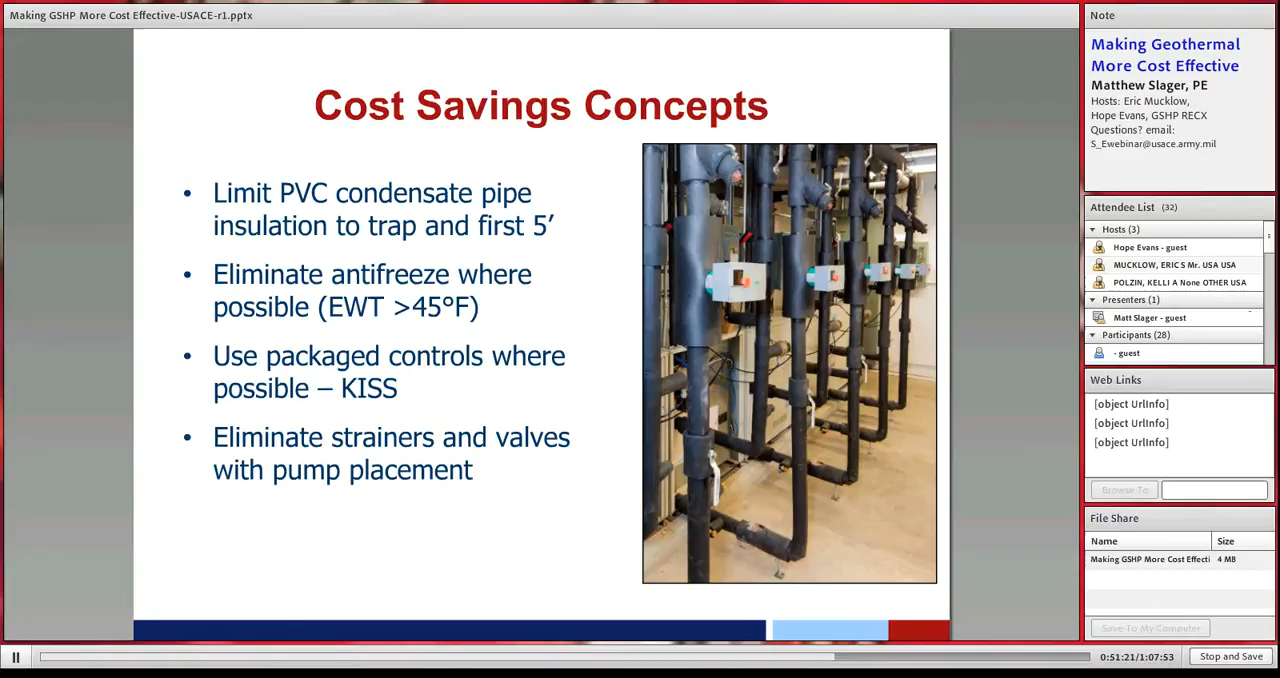 Making GSHP More Cost Effective-USACE-r1.pptx
Cost Savings Concepts
• Limit PVC condensate pipe
insulation to trap and first 5’
• Eliminate antifreeze where
possible (EWT >45°F)
• Use packaged controls where
possible – KISS
• Eliminate strainers and valves
with pump placement
Note
Making Geothermal
More Cost Effective
Matthew Slager, PE
Hosts: Eric Mucklow,
Hope Evans, GSHP RECX
Questions? email:
S_Ewebinar@usace.army.mil
Attendee List (32)
Hosts (3)
Hope Evans - guest
MUCKLOW, ERIC S Mr. USA USA
POLZIN, KELLI A None OTHER USA
Presenters (1)
Matt Slager - guest
Participants (28)
- guest
Web Links
[object UrlInfo]
[object UrlInfo]
[object UrlInfo]
Browse To
File Share
Name Size
Making GSHP More Cost Effecti 4 MB
Save To My Computer
0:51:21/1:07:53
Stop and Save